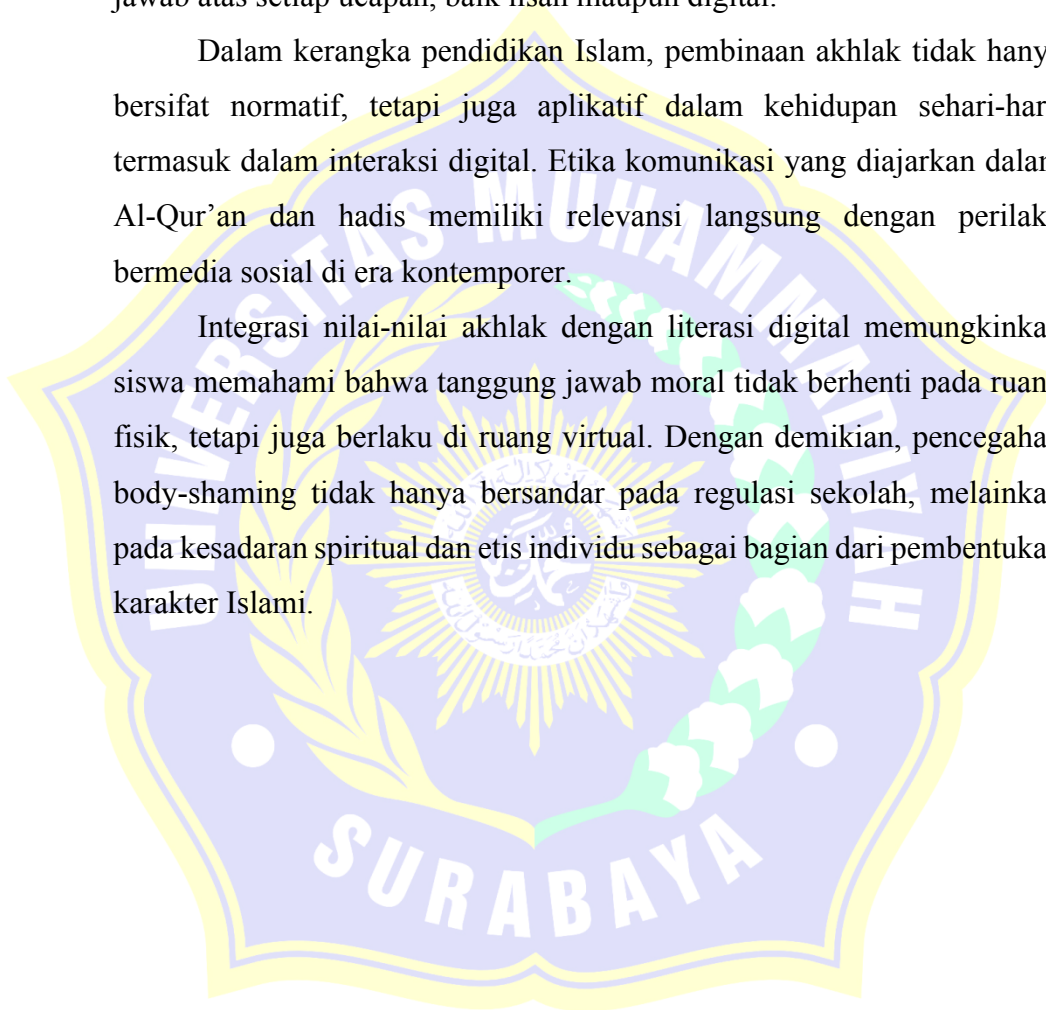 jawab atas setiap ucapan, baik lisan maupun digital.
Dalam kerangka pendidikan Islam, pembinaan akhlak tidak hany
bersifat normatif, tetapi juga aplikatif dalam kehidupan sehari-har
termasuk dalam interaksi digital. Etika komunikasi yang diajarkan dalam
Al-Qur’an dan hadis memiliki relevansi langsung dengan perilak
bermedia sosial di era kontemporer.
Integrasi nilai-nilai akhlak dengan literasi digital memungkinka
siswa memahami bahwa tanggung jawab moral tidak berhenti pada ruan
fisik, tetapi juga berlaku di ruang virtual. Dengan demikian, pencegaha
body-shaming tidak hanya bersandar pada regulasi sekolah, melainka
pada kesadaran spiritual dan etis individu sebagai bagian dari pembentuka
karakter Islami.
UNIVERSITAS MUHAMMADIYAH
SURABAYA